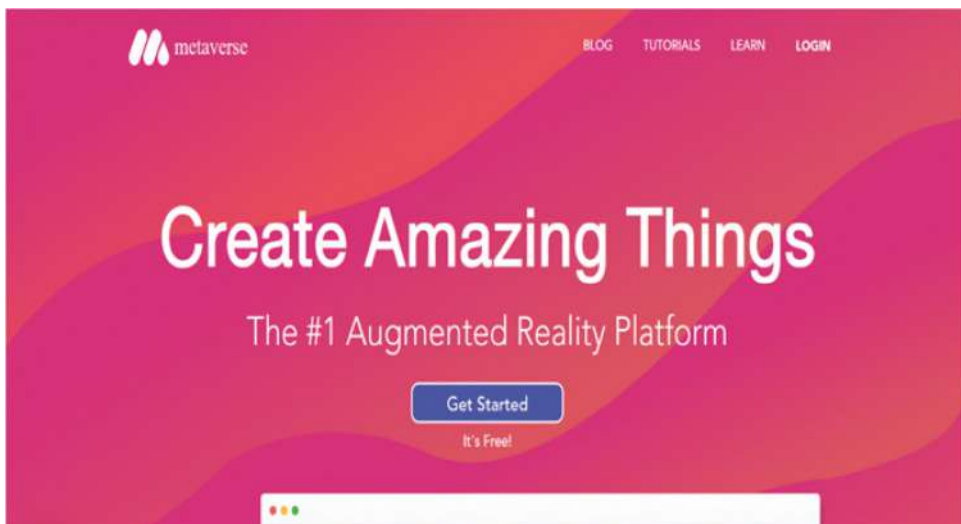 metaverse
BLOG TUTORIALS LEARN LOGIN
Create Amazing Things
The #1 Augmented Reality Platform
Get Started
It's Free!